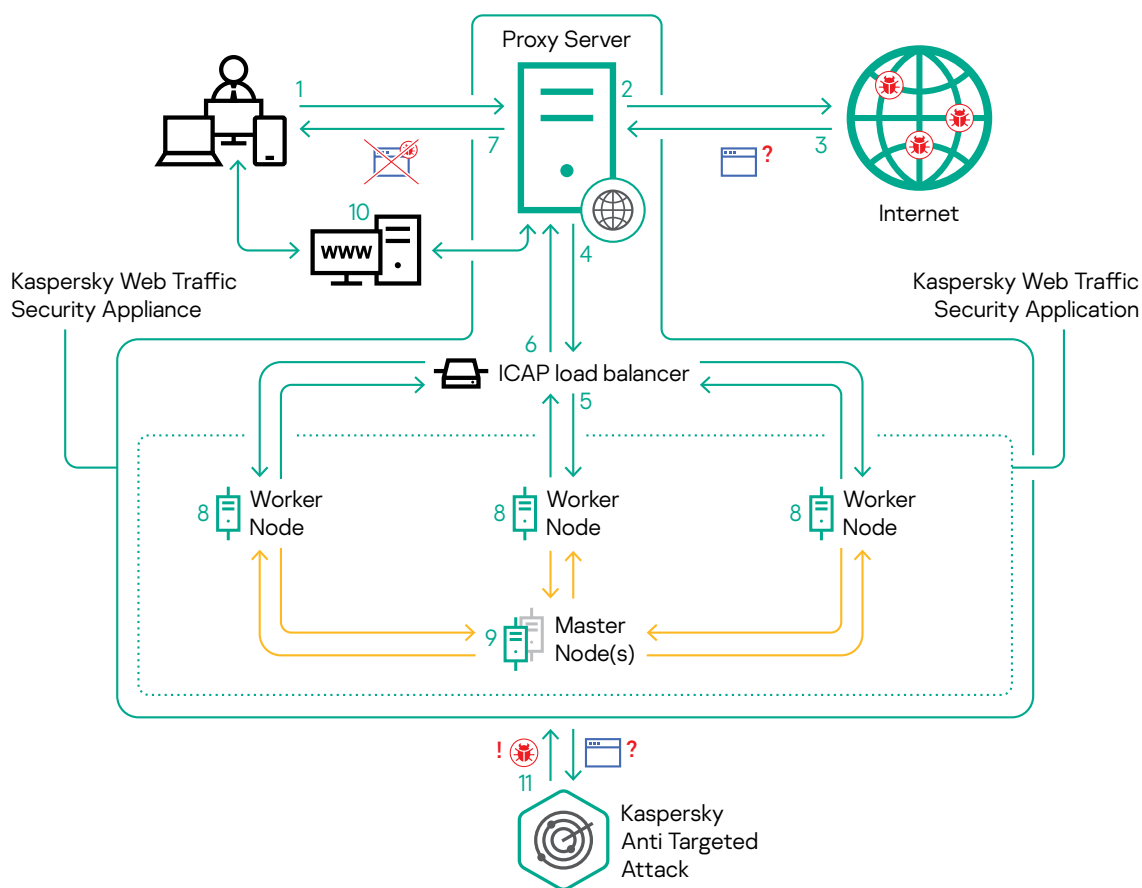 Proxy Server
1
2
7
3
?
Internet
10
www
4
Kaspersky Web Traffic
Security Appliance
Kaspersky Web Traffic
Security Application
6
ICAP load balancer
5
8
Worker
Node
8
Worker
Node
8
Worker
Node
9
Master
Node(s)
!
?
11
Kaspersky
Anti Targeted
Attack